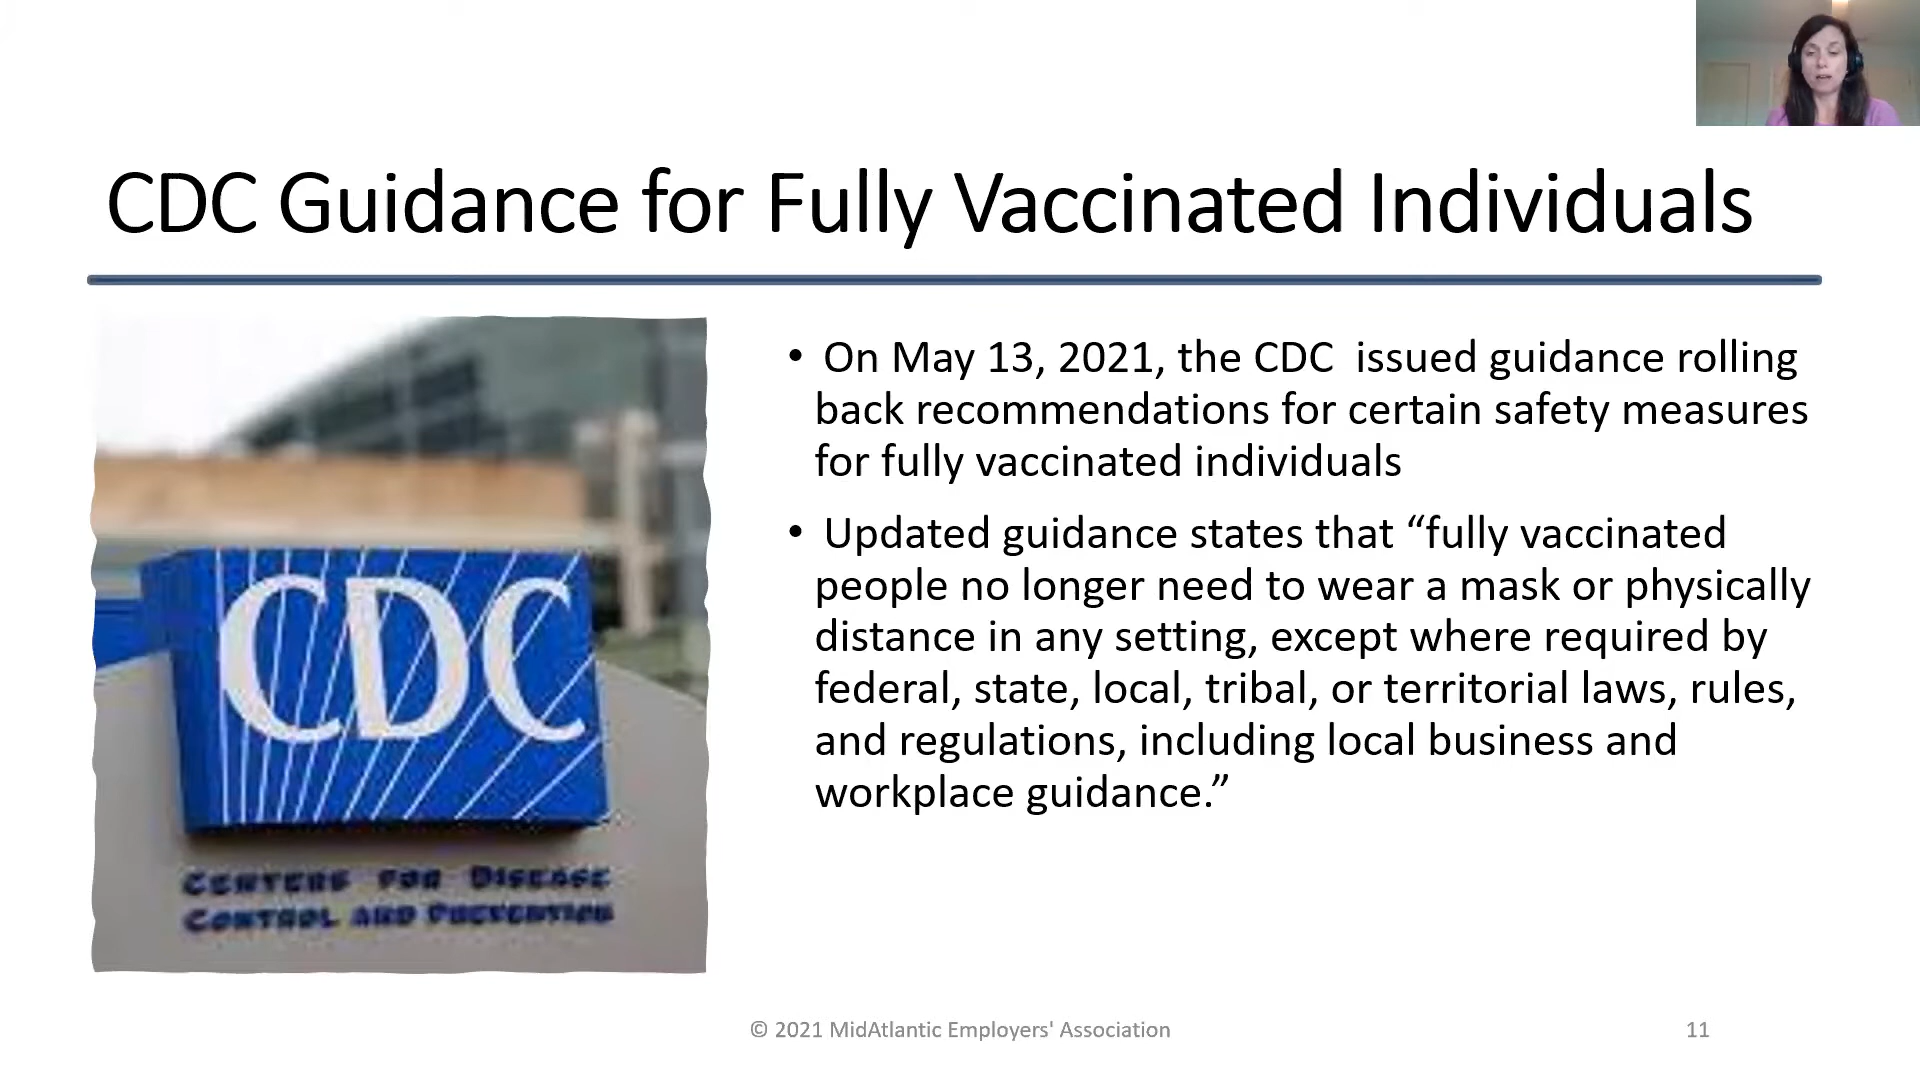 CDC Guidance for Fully Vaccinated Individuals
CDC
CENTERS FOR DISEASE
CONTROL AND PREVENTION
• On May 13, 2021, the CDC  issued guidance rolling
back recommendations for certain safety measures
for fully vaccinated individuals
• Updated guidance states that “fully vaccinated
people no longer need to wear a mask or physically
distance in any setting, except where required by
federal, state, local, tribal, or territorial laws, rules,
and regulations, including local business and
workplace guidance.”
© 2021 MidAtlantic Employers' Association
11